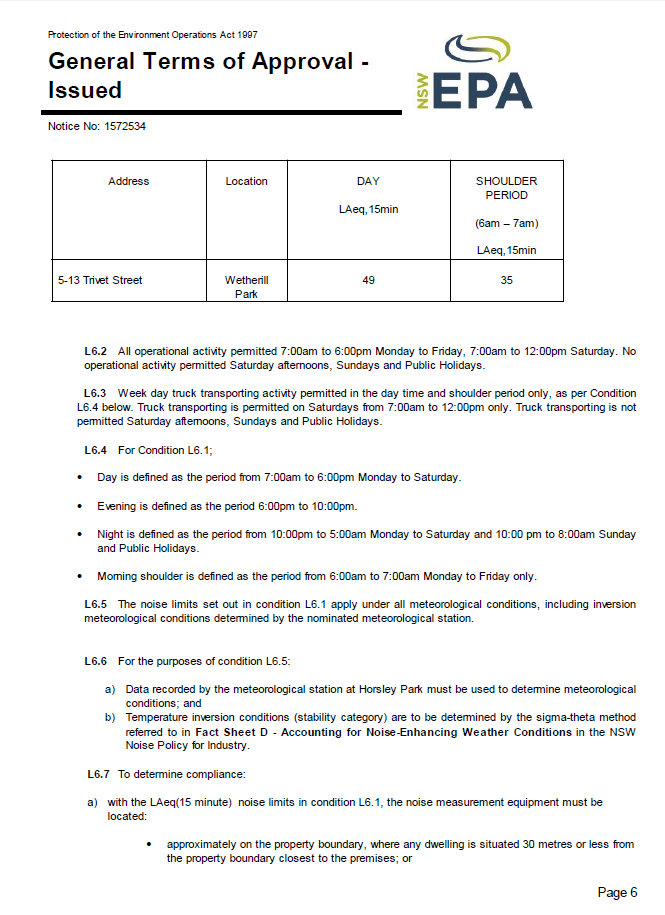 Protection of the Environment Operations Act 1997
General Terms of Approval -
Issued
NSW
EPA
Notice No: 1572534
Address
Location
DAY
LAeq,15min
SHOULDER
PERIOD
(6am – 7am)
LAeq,15min
5-13 Trivet Street
Wetherill
Park
49
35
L6.2 All operational activity permitted 7:00am to 6:00pm Monday to Friday, 7:00am to 12:00pm Saturday. No
operational activity permitted Saturday afternoons, Sundays and Public Holidays.
L6.3 Week day truck transporting activity permitted in the day time and shoulder period only, as per Condition
L6.4 below. Truck transporting is permitted on Saturdays from 7:00am to 12:00pm only. Truck transporting is not
permitted Saturday afternoons, Sundays and Public Holidays.
L6.4 For Condition L6.1;
• Day is defined as the period from 7:00am to 6:00pm Monday to Saturday.
• Evening is defined as the period 6:00pm to 10:00pm.
• Night is defined as the period from 10:00pm to 5:00am Monday to Saturday and 10:00 pm to 8:00am Sunday
and Public Holidays.
• Morning shoulder is defined as the period from 6:00am to 7:00am Monday to Friday only.
L6.5 The noise limits set out in condition L6.1 apply under all meteorological conditions, including inversion
meteorological conditions determined by the nominated meteorological station.
L6.6 For the purposes of condition L6.5:
a) Data recorded by the meteorological station at Horsley Park must be used to determine meteorological
conditions; and
b) Temperature inversion conditions (stability category) are to be determined by the sigma-theta method
referred to in Fact Sheet D - Accounting for Noise-Enhancing Weather Conditions in the NSW
Noise Policy for Industry.
L6.7 To determine compliance:
a) with the LAeq(15 minute) noise limits in condition L6.1, the noise measurement equipment must be
located:
• approximately on the property boundary, where any dwelling is situated 30 metres or less from
the property boundary closest to the premises; or
Page 6